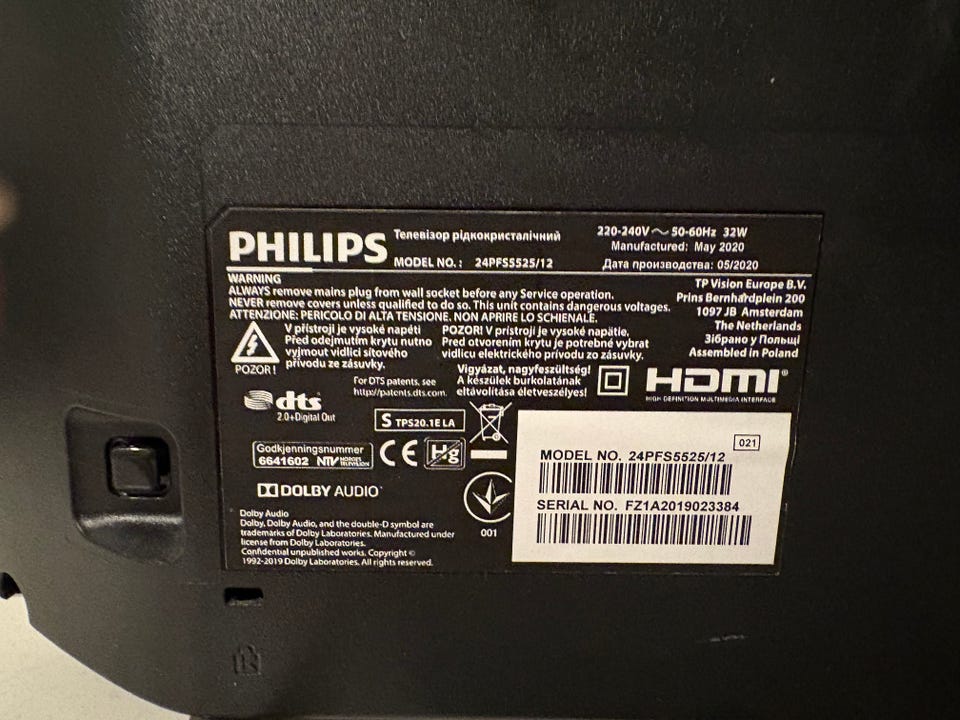 PHILIPS
Телевізор рідкокристалічний
MODEL NO. : 24PFS5525/12
220-240V ~ 50-60Hz 32W
Manufactured: May 2020
Дата производства: 05/2020
WARNING
ALWAYS remove mains plug from wall socket before any Service operation.
NEVER remove covers unless qualified to do so. This unit contains dangerous voltages.
ATTENZIONE: PERICOLO DI ALTA TENSIONE. NON APRIRE LO SCHIENALE.
TP Vision Europe B.V.
Prins Bernhardplein 200
1097 JB Amsterdam
The Netherlands
Зібрано у Польщі
Assembled in Poland
POZOR !
V přístroji je vysoké napětí
Před odejmutím krytu nutno
vyjmout vidlici síťového
přívodu ze zásuvky.
POZOR! V prístroji je vysoké napätie.
Pred otvorením krytu je potrebné vybrat
vidlicu elektrického prívodu zo zásuvky.
For DTS patents, see
http://patents.dts.com.
Vigyázat, nagyfeszültség!
A készülek burkolatának
eltávolítása életveszélyes!
HDMI®
HIGH-DEFINITION MULTIMEDIA INTERFACE
dts
2.0+Digital Out
S TPS20.1E LA
Godkjenningsnummer
6641602 NTV NORGES TELEVISJON
CE
Hg
DOLBY AUDIO™
001
Dolby Audio
Dolby, Dolby Audio, and the double-D symbol are
trademarks of Dolby Laboratories. Manufactured under
license from Dolby Laboratories.
Confidential unpublished works. Copyright ©
1992-2019 Dolby Laboratories. All rights reserved.
021
MODEL NO. 24PFS5525/12
SERIAL NO. FZ1A2019023384